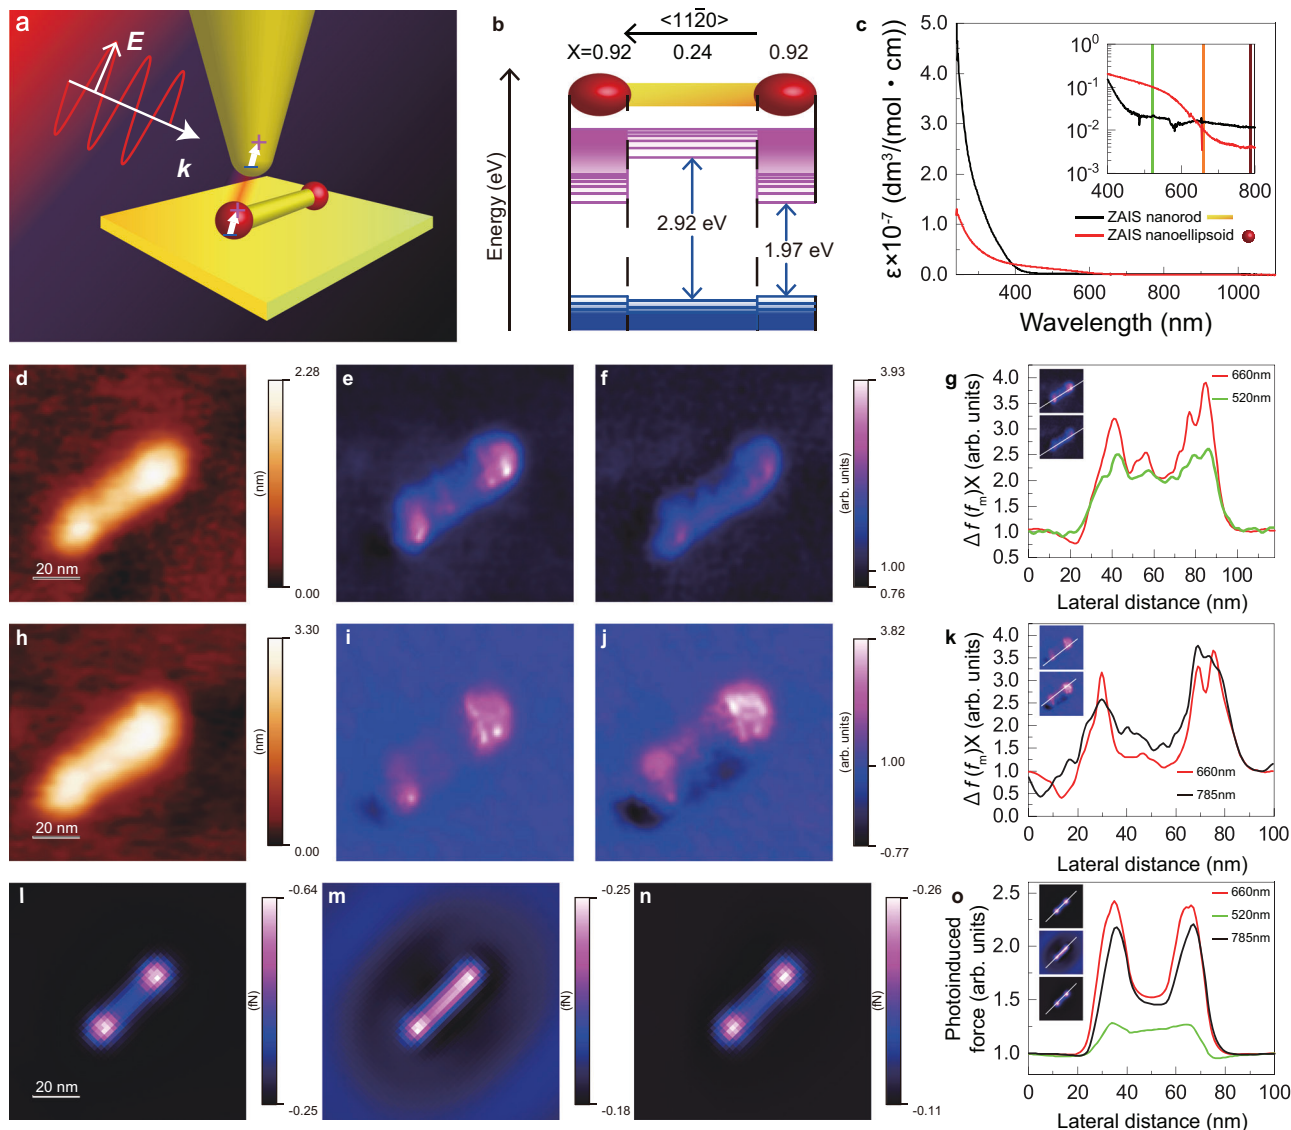 a
E
k
+
−
+
−
b
<112̄0>
X=0.92
0.24
0.92
Energy (eV)
2.92 eV
1.97 eV
c
ε×10⁻⁷ (dm³/(mol・cm))
5.0
4.0
3.0
2.0
1.0
0.0
400
600
800
1000
Wavelength (nm)
10⁰
10⁻¹
10⁻²
10⁻³
400
600
800
ZAIS nanorod
ZAIS nanoellipsoid
d
20 nm
2.28
(nm)
0.00
e
f
3.93
(arb. units)
1.00
0.76
g
660nm
520nm
Δf (fₘ)X (arb. units)
4.0
3.5
3.0
2.5
2.0
1.5
1.0
0.5
0 20 40 60 80 100
Lateral distance (nm)
h
20 nm
3.30
(nm)
0.00
i
j
3.82
(arb. units)
1.00
-0.77
k
660nm
785nm
Δf (fₘ)X (arb. units)
4.0
3.5
3.0
2.5
2.0
1.5
1.0
0.5
0.0
0 20 40 60 80 100
Lateral distance (nm)
l
20 nm
-0.64
(fN)
-0.25
m
-0.25
(fN)
-0.18
n
-0.26
(fN)
-0.11
o
660nm
520nm
785nm
Photoinduced
force (arb. units)
2.5
2.0
1.5
1.0
0 20 40 60 80 100
Lateral distance (nm)